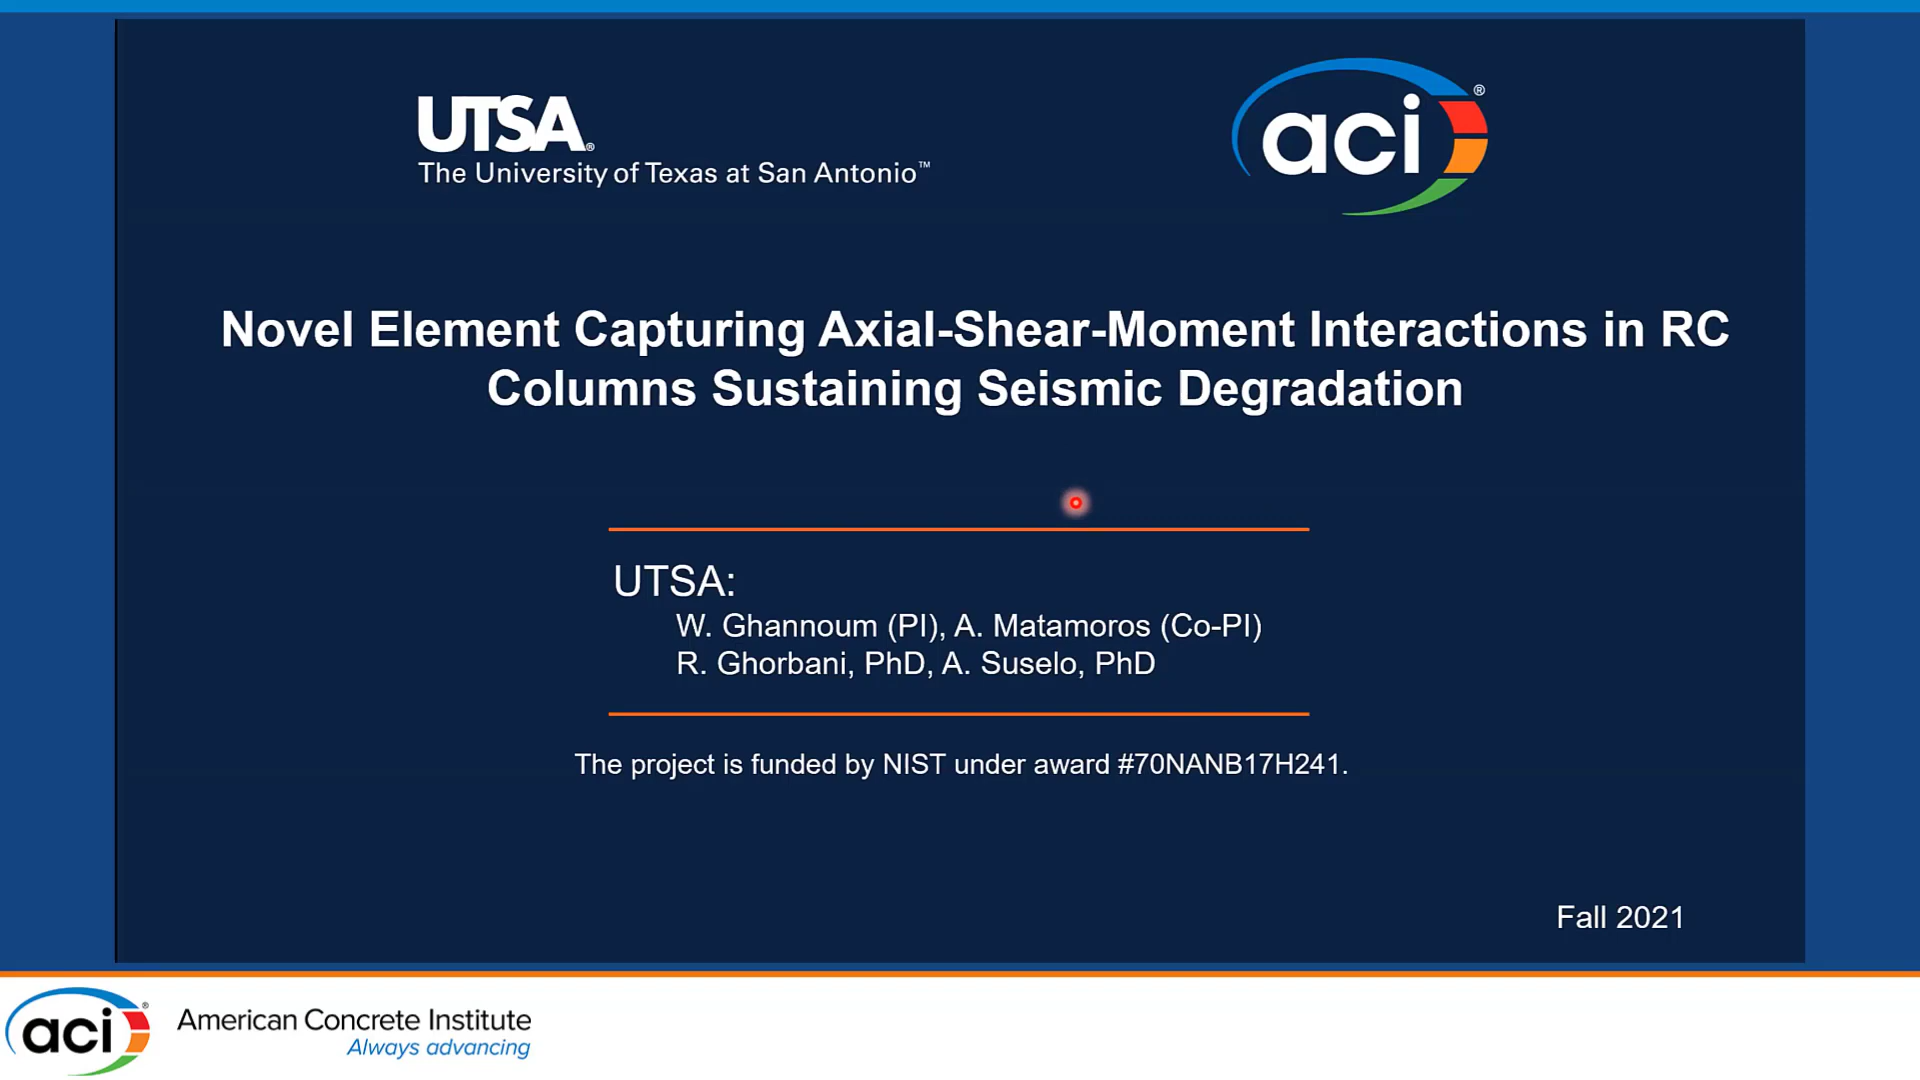 UTSA®
The University of Texas at San Antonio™
aci®
Novel Element Capturing Axial-Shear-Moment Interactions in RC
Columns Sustaining Seismic Degradation
UTSA:
W. Ghannoum (PI), A. Matamoros (Co-PI)
R. Ghorbani, PhD, A. Suselo, PhD
The project is funded by NIST under award #70NANB17H241.
Fall 2021
aci®
American Concrete Institute
Always advancing